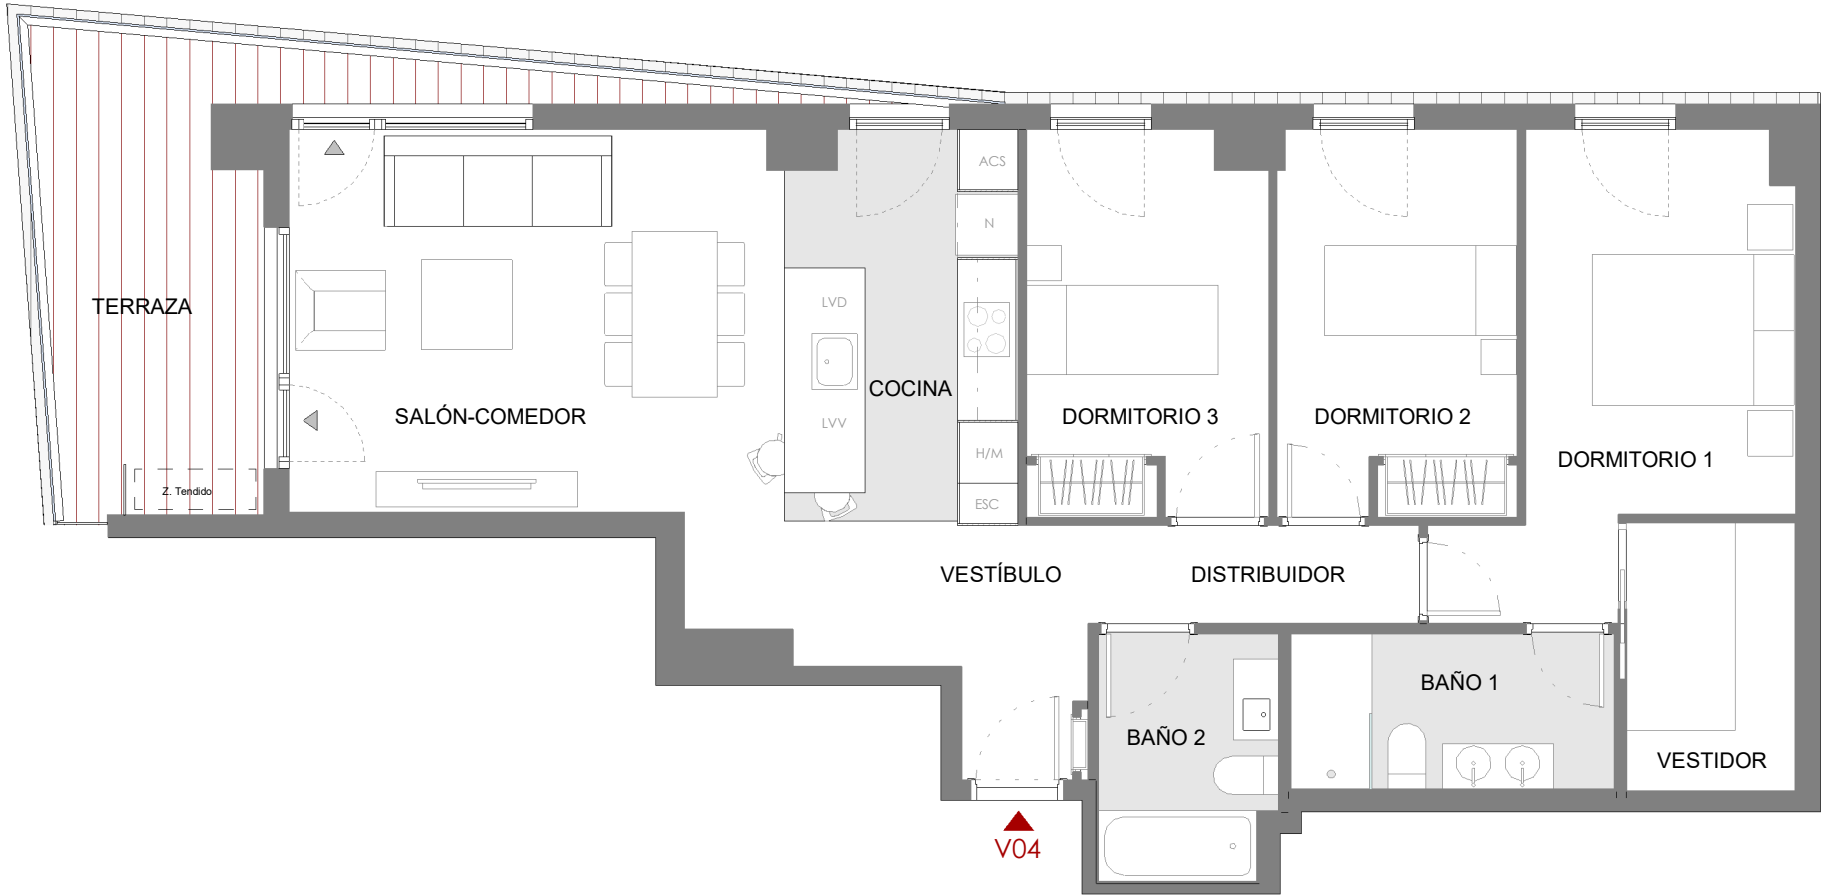 ACS
N
LVD
TERRAZA
COCINA
SALÓN-COMEDOR
LVV
DORMITORIO 3
DORMITORIO 2
H/M
DORMITORIO 1
Z. Tendido
ESC
VESTÍBULO
DISTRIBUIDOR
BAÑO 1
BAÑO 2
VESTIDOR
V04